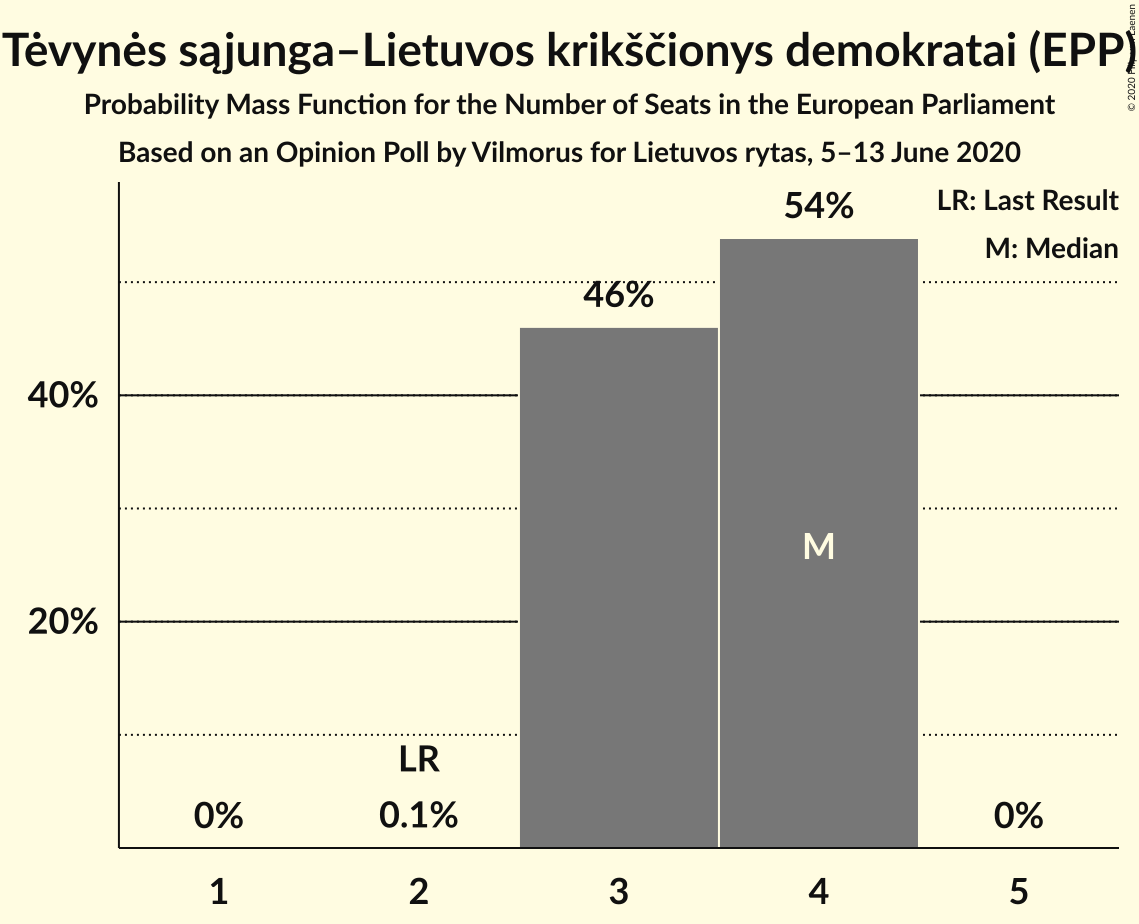 Tėvynės sąjunga–Lietuvos krikščionys demokratai (EPP)
Probability Mass Function for the Number of Seats in the European Parliament
Based on an Opinion Poll by Vilmorus for Lietuvos rytas, 5–13 June 2020
LR: Last Result
M: Median
54%
46%
40%
M
20%
LR
0% 0.1% 0%
1 2 3 4 5
© 2020 Laenen